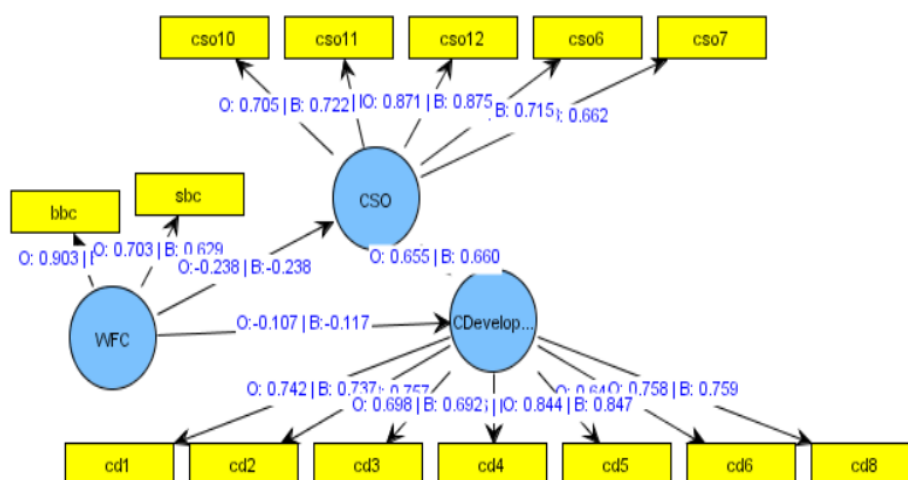 cso10 cso11 cso12 cso6 cso7
O: 0.705 | B: 0.722 | O: 0.871 | B: 0.875 B: 0.715 0.662
CSO
bbc sbc
O: 0.903 | O: 0.703 | B: 0.629
O:-0.238 | B:-0.238
O: 0.655 | B: 0.660
WFC
O:-0.107 | B:-0.117
CDevelop...
O: 0.742 | B: 0.737 O: 0.758 | B: 0.759
O: 0.698 | B: 0.692 O: 0.844 | B: 0.847
cd1 cd2 cd3 cd4 cd5 cd6 cd8